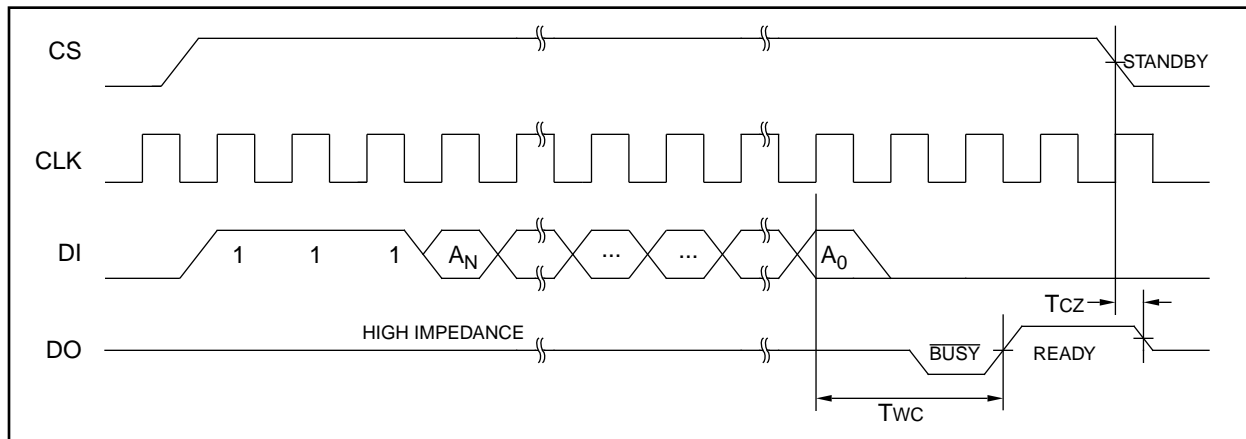 CS
STANDBY
CLK
DI
1 1 1 AN ... ... A0
TCZ
HIGH IMPEDANCE
DO
BUSY READY
TWC